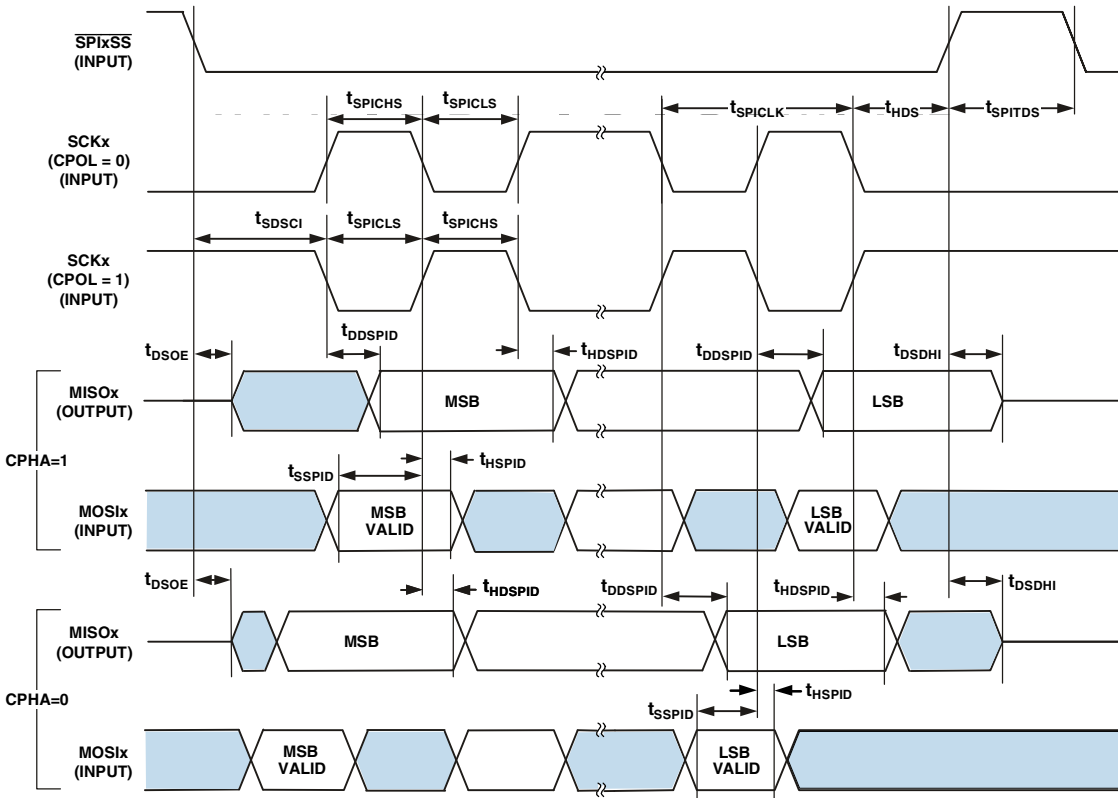 SPIxSS
(INPUT)
tSPICHS
tSPICLS
tSPICLK
tHDS
tSPITDS
SCKx
(CPOL = 0)
(INPUT)
tSDSCI
tSPICLS
tSPICHS
SCKx
(CPOL = 1)
(INPUT)
tDSOE
tDDSPID
tHDSPID
tDDSPID
tDSDHI
MISOx
(OUTPUT)
MSB
LSB
CPHA=1
tSSPID
tHSPID
MOSIx
(INPUT)
MSB
VALID
LSB
VALID
tDSOE
tHDSPID
tDDSPID
tHDSPID
tDSDHI
MISOx
(OUTPUT)
MSB
LSB
CPHA=0
tSSPID
tHSPID
MOSIx
(INPUT)
MSB
VALID
LSB
VALID